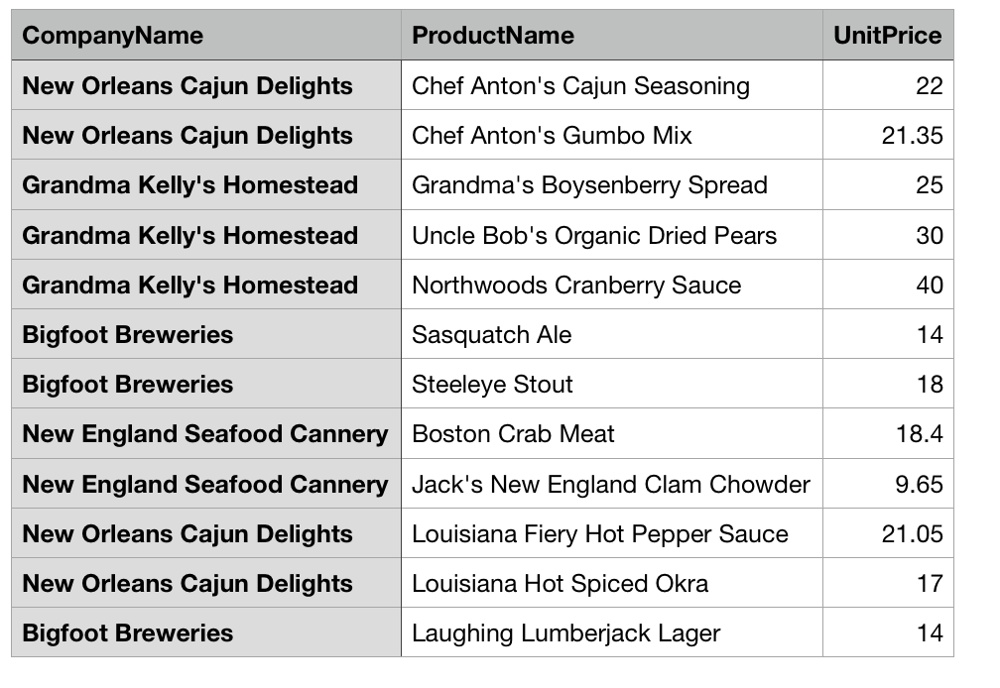 CompanyName ProductName UnitPrice
New Orleans Cajun Delights Chef Anton's Cajun Seasoning 22
New Orleans Cajun Delights Chef Anton's Gumbo Mix 21.35
Grandma Kelly's Homestead Grandma's Boysenberry Spread 25
Grandma Kelly's Homestead Uncle Bob's Organic Dried Pears 30
Grandma Kelly's Homestead Northwoods Cranberry Sauce 40
Bigfoot Breweries Sasquatch Ale 14
Bigfoot Breweries Steeleye Stout 18
New England Seafood Cannery Boston Crab Meat 18.4
New England Seafood Cannery Jack's New England Clam Chowder 9.65
New Orleans Cajun Delights Louisiana Fiery Hot Pepper Sauce 21.05
New Orleans Cajun Delights Louisiana Hot Spiced Okra 17
Bigfoot Breweries Laughing Lumberjack Lager 14